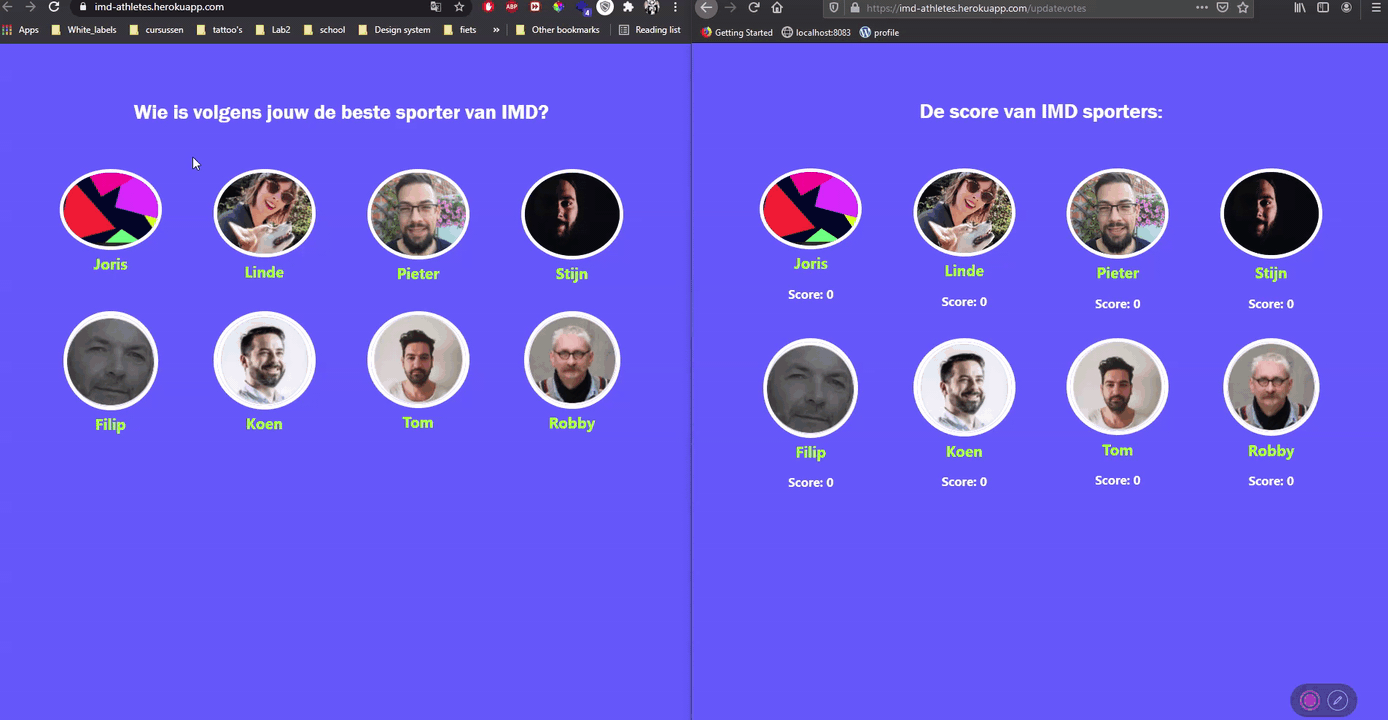 imd-athletes.herokuapp.com
ABP
4
Apps White_labels cursussen tattoo's Lab2 school Design system fiets » Other bookmarks Reading list
Wie is volgens jouw de beste sporter van IMD?
Joris
Linde
Pieter
Stijn
Filip
Koen
Tom
Robby
https://imd-athletes.herokuapp.com/updatevotes
Getting Started localhost:8083 profile
De score van IMD sporters:
Joris
Score: 0
Linde
Score: 0
Pieter
Score: 0
Stijn
Score: 0
Filip
Score: 0
Koen
Score: 0
Tom
Score: 0
Robby
Score: 0